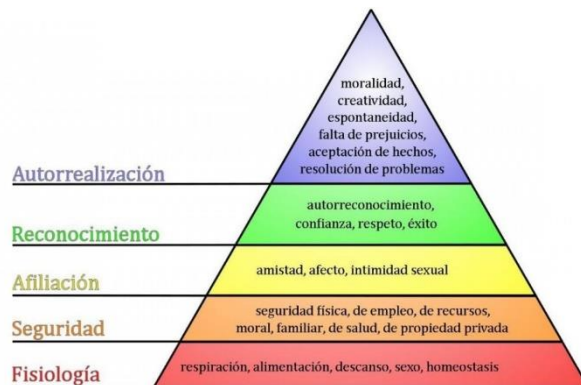 moralidad,
creatividad,
espontaneidad,
falta de prejuicios,
aceptación de hechos,
resolución de problemas
Autorrealización
autorreconocimiento,
confianza, respeto, éxito
Reconocimiento
amistad, afecto, intimidad sexual
Afiliación
seguridad física, de empleo, de recursos,
moral, familiar, de salud, de propiedad privada
Seguridad
respiración, alimentación, descanso, sexo, homeostasis
Fisiología